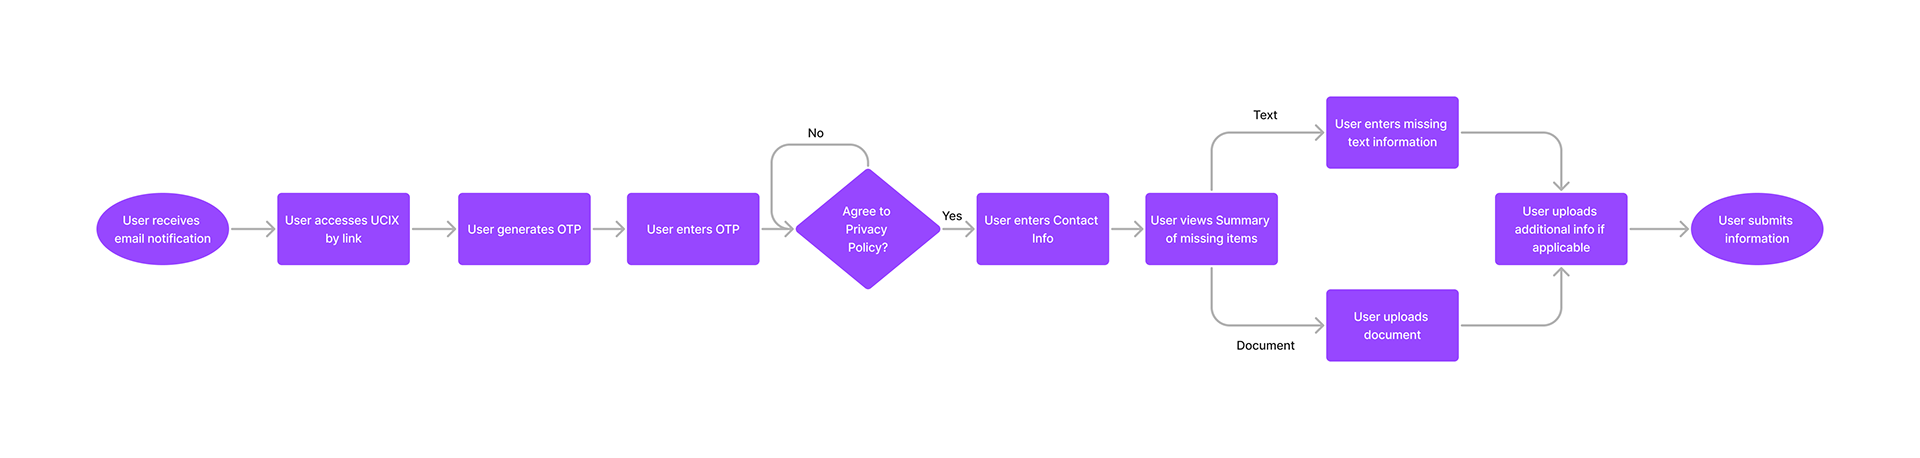 User receives
email notification
User accesses UCIX
by link
User generates OTP
User enters OTP
No
Agree to
Privacy
Policy?
Yes
User enters Contact
Info
User views Summary
of missing items
Text
User enters missing
text information
Document
User uploads
document
User uploads
additional info if
applicable
User submits
information